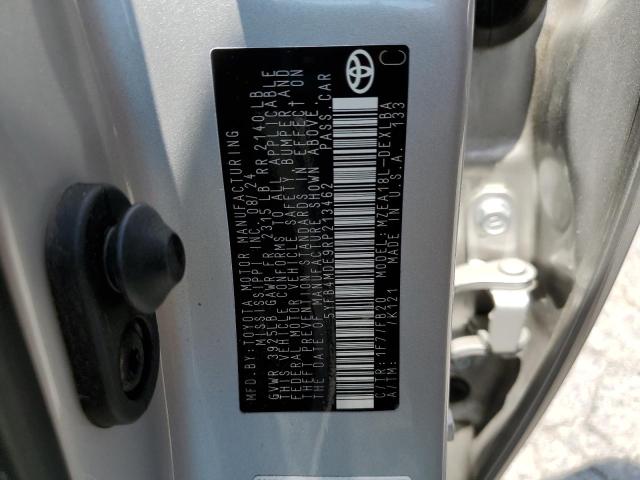 MFD.BY:TOYOTA MOTOR MANUFACTURING
MISSISSIPPI INC. 08/24
GVWR 3925LB GAWR FR 2315LB RR 2140LB
THIS VEHICLE CONFORMS TO ALL APPLICABLE
FEDERAL MOTOR VEHICLE SAFETY, BUMPER AND
THEFT PREVENTION STANDARDS IN EFFECT ON
THE DATE OF MANUFACTURE SHOWN ABOVE.
5YFB4MDE9RP213462 PASS.CAR
C/TR:1F7/FB20 MODEL:MZEA18L-DEXLBA
A/TM: /K121 MADE IN U.S.A. 133
C